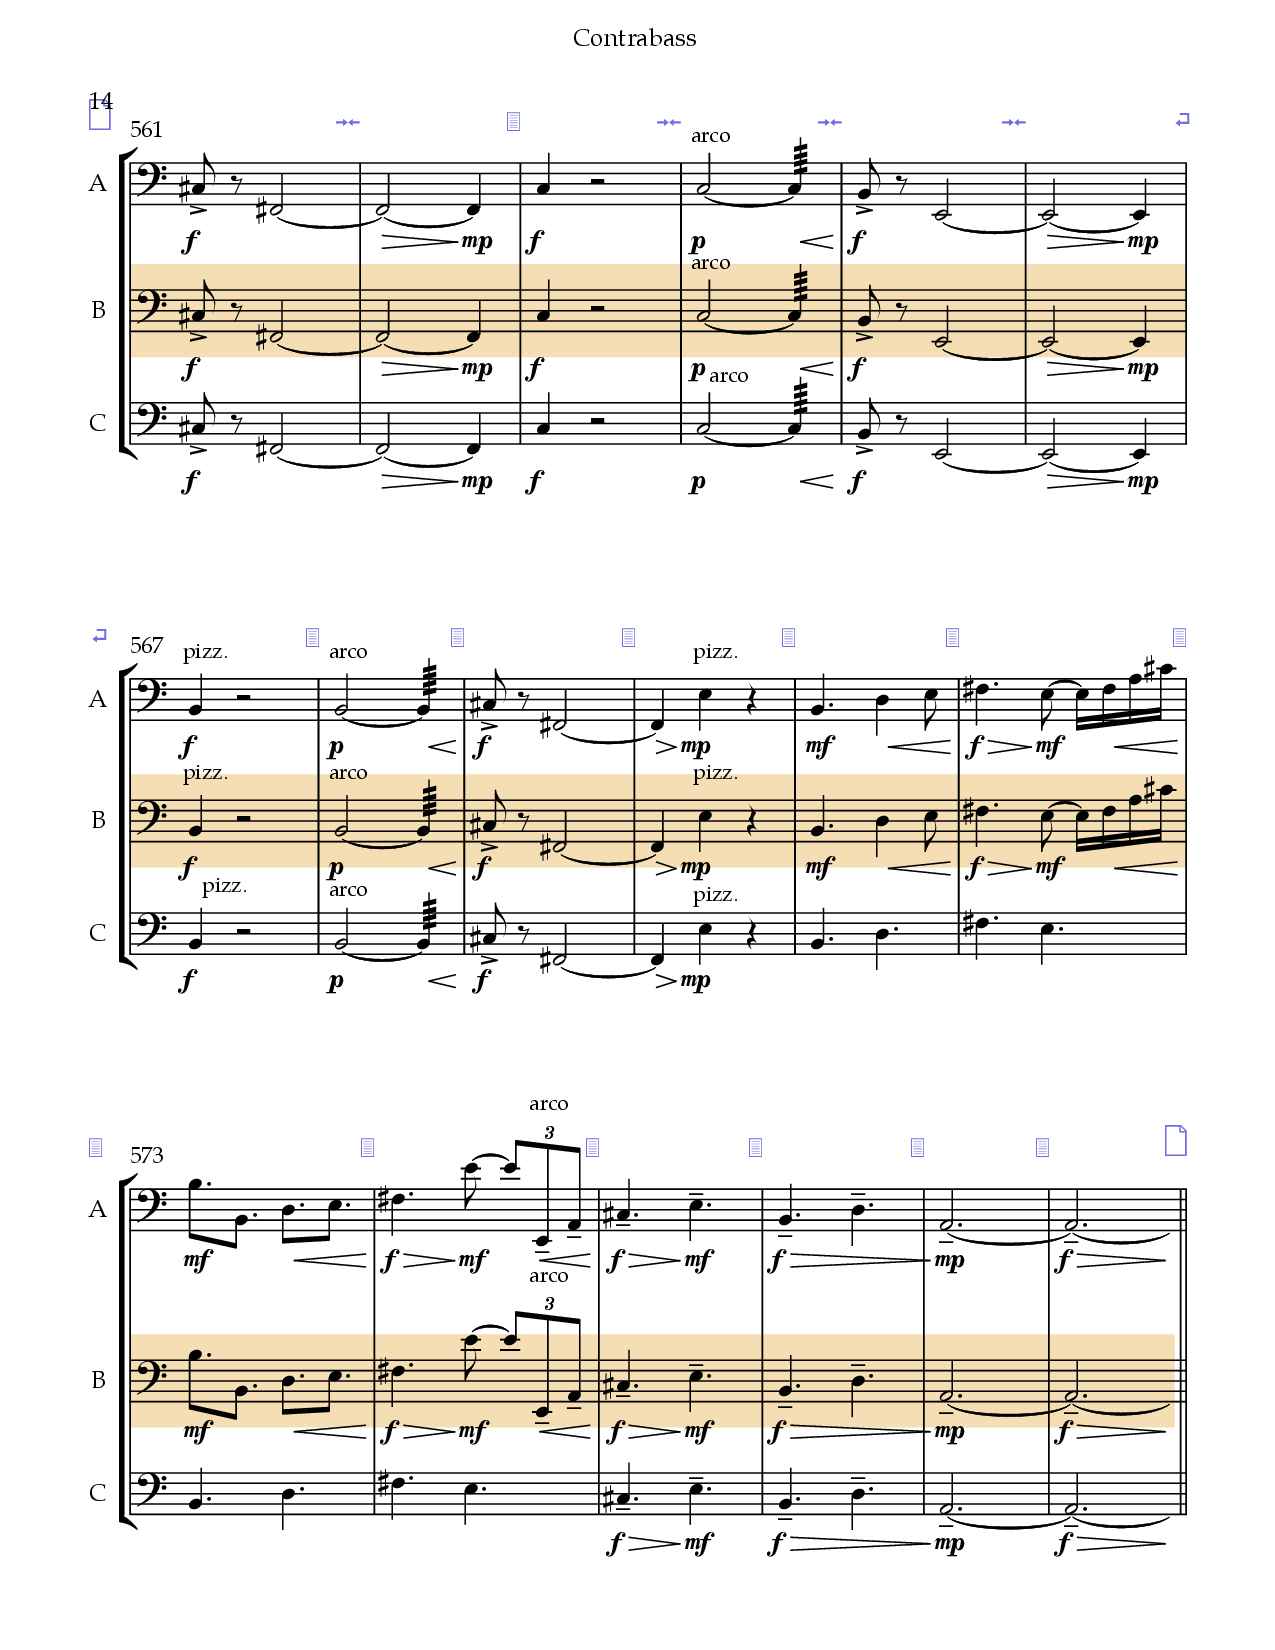 Contrabass
14
561
arco
A
f mp f p f mp
arco
B
f mp f p f mp
arco
C
f mp f p f mp
567
pizz. arco pizz.
A
f p f mp mf f mf
pizz. arco pizz.
B
f p f mp mf f mf
pizz. arco pizz.
C
f p f mp
arco
3
573
A
mf f mf f mf f mp f
arco
3
B
mf f mf f mf f mp f
C
f mf f mp f